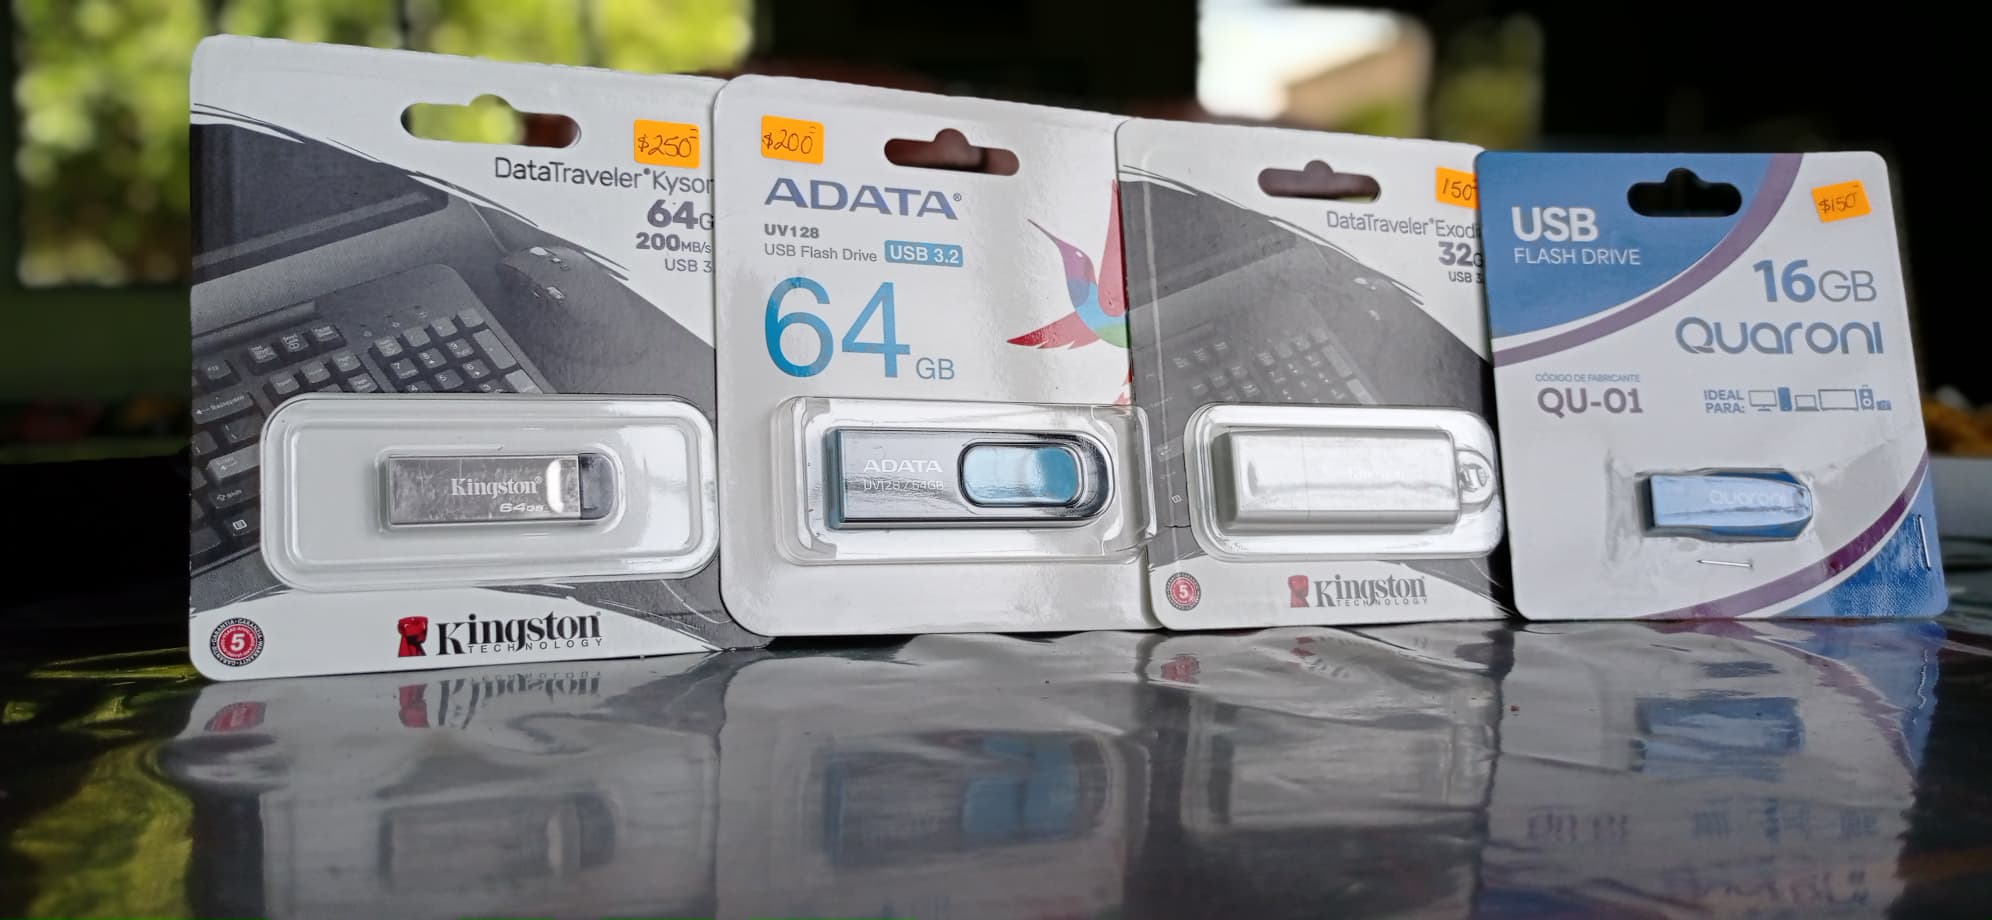 $250
DataTraveler® Kyson
64G
200MB/s
USB 3
Kingston®
64GB
5
Kingston®
TECHNOLOGY
$200
ADATA®
UV128
USB Flash Drive USB 3.2
64 GB
ADATA
UV128 / 64GB
150
DataTraveler® Exodi
32G
USB 3
5
Kingston®
TECHNOLOGY
$150
USB
FLASH DRIVE
16GB
Quaroni
CÓDIGO DE FABRICANTE
QU-01
IDEAL
PARA:
Quaroni